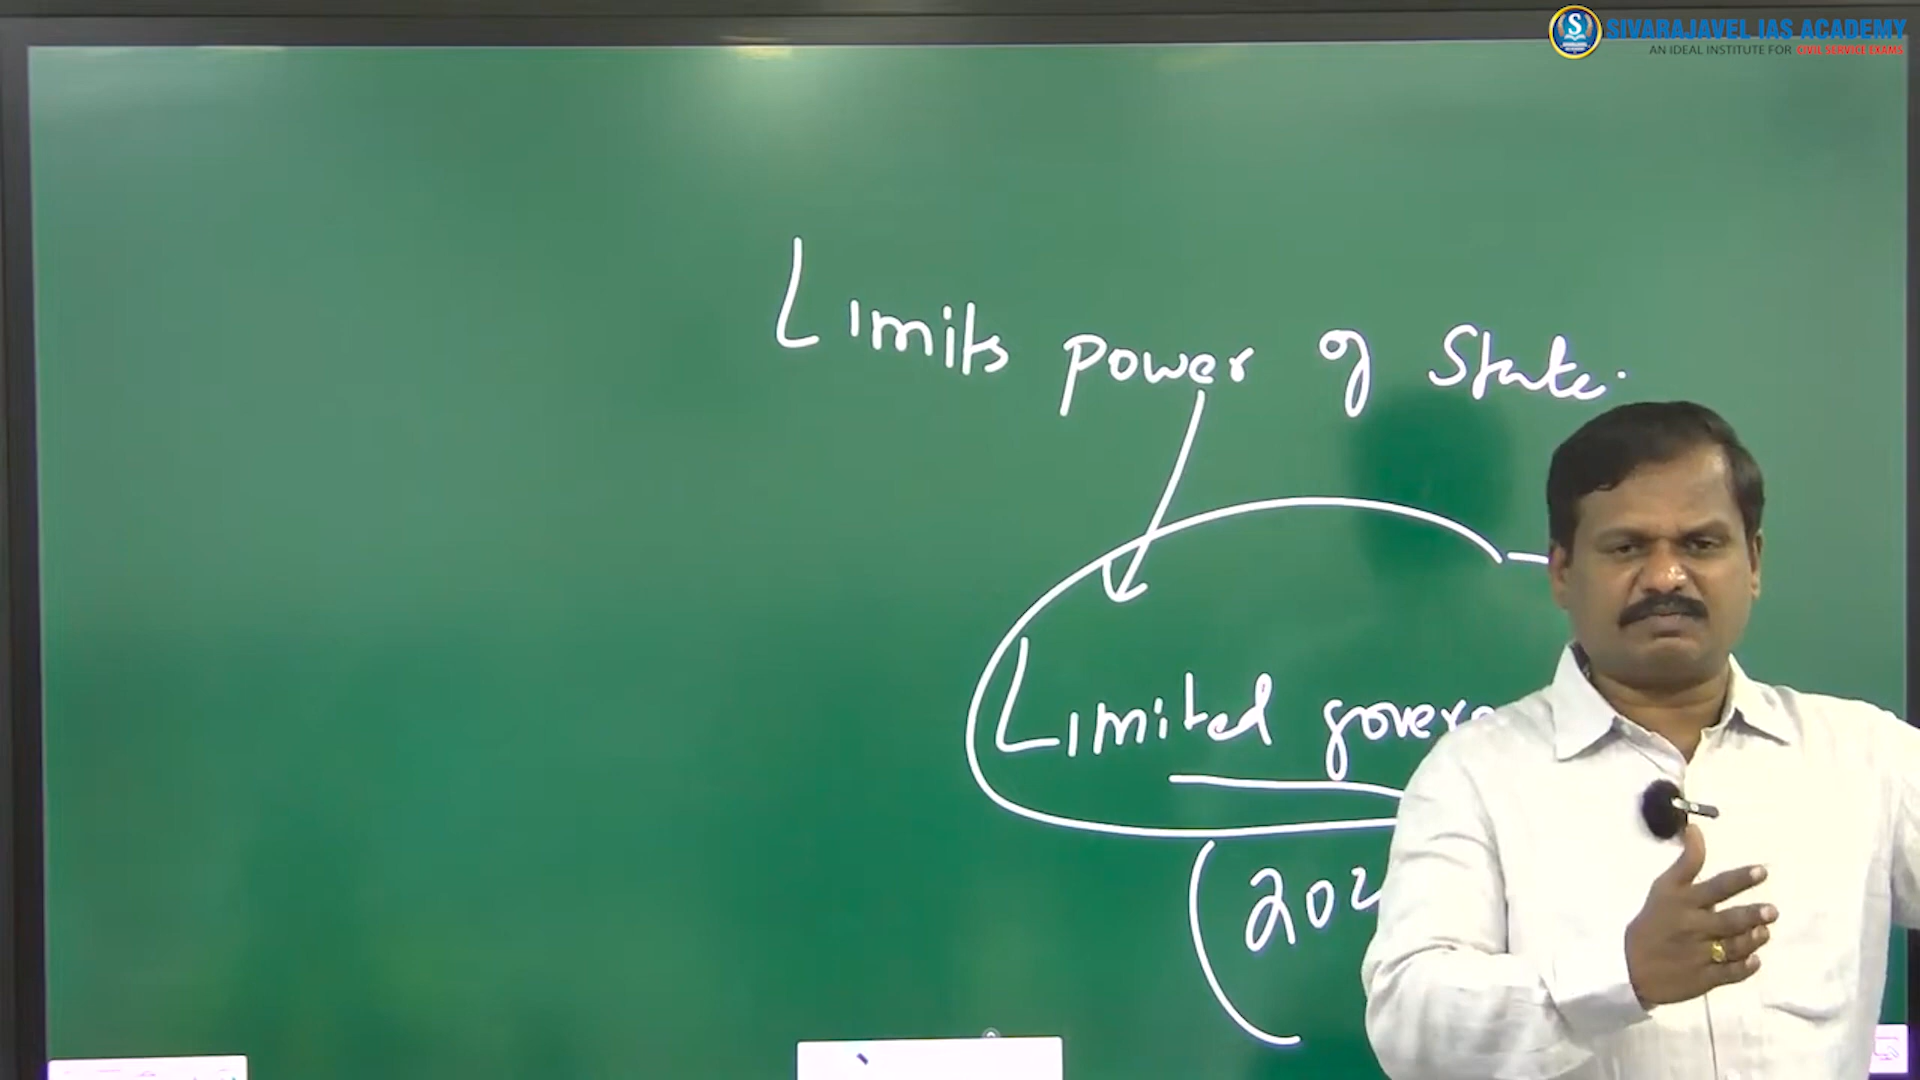 SIVARAJAVEL IAS ACADEMY
AN IDEAL INSTITUTE FOR CIVIL SERVICE EXAMS
Limits power of State.
Limited